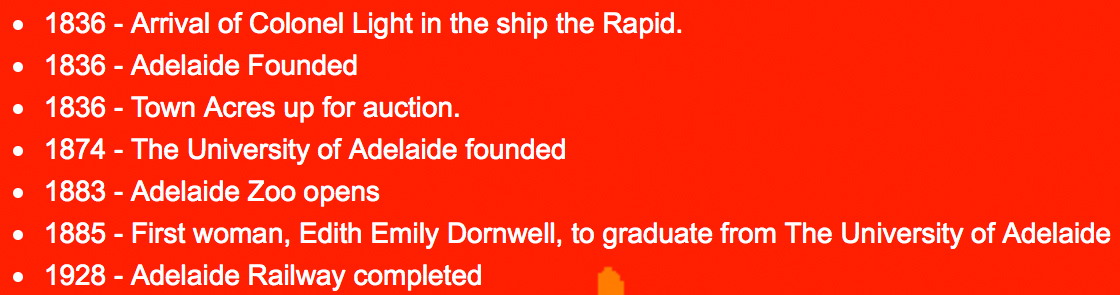 • 1836 - Arrival of Colonel Light in the ship the Rapid.
• 1836 - Adelaide Founded
• 1836 - Town Acres up for auction.
• 1874 - The University of Adelaide founded
• 1883 - Adelaide Zoo opens
• 1885 - First woman, Edith Emily Dornwell, to graduate from The University of Adelaide
• 1928 - Adelaide Railway completed